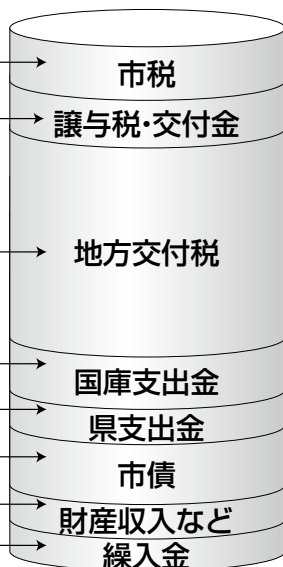 市税
譲与税・交付金
地方交付税
国庫支出金
県支出金
市債
財産収入など
繰入金